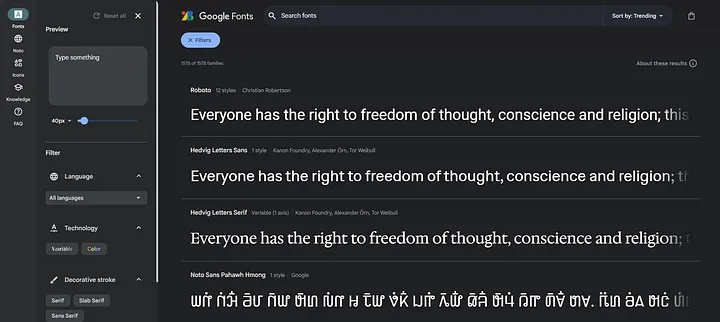 Fonts
Noto
Icons
Knowledge
FAQ
Reset all
Preview
Type something
40px
Filter
Language
All languages
Technology
Variable
Color
Decorative stroke
Serif
Slab Serif
Sans Serif
Google Fonts
Search fonts
Sort by: Trending
Filters
1578 of 1578 families
About these results
Roboto 12 styles | Christian Robertson
Everyone has the right to freedom of thought, conscience and religion; this
Hedvig Letters Sans 1 style | Kanon Foundry, Alexander Örn, Tor Weibull
Everyone has the right to freedom of thought, conscience and religion; th
Hedvig Letters Serif Variable (1 axis) | Kanon Foundry, Alexander Örn, Tor Weibull
Everyone has the right to freedom of thought, conscience and religion;
Noto Sans Pahawh Hmong 1 style | Google